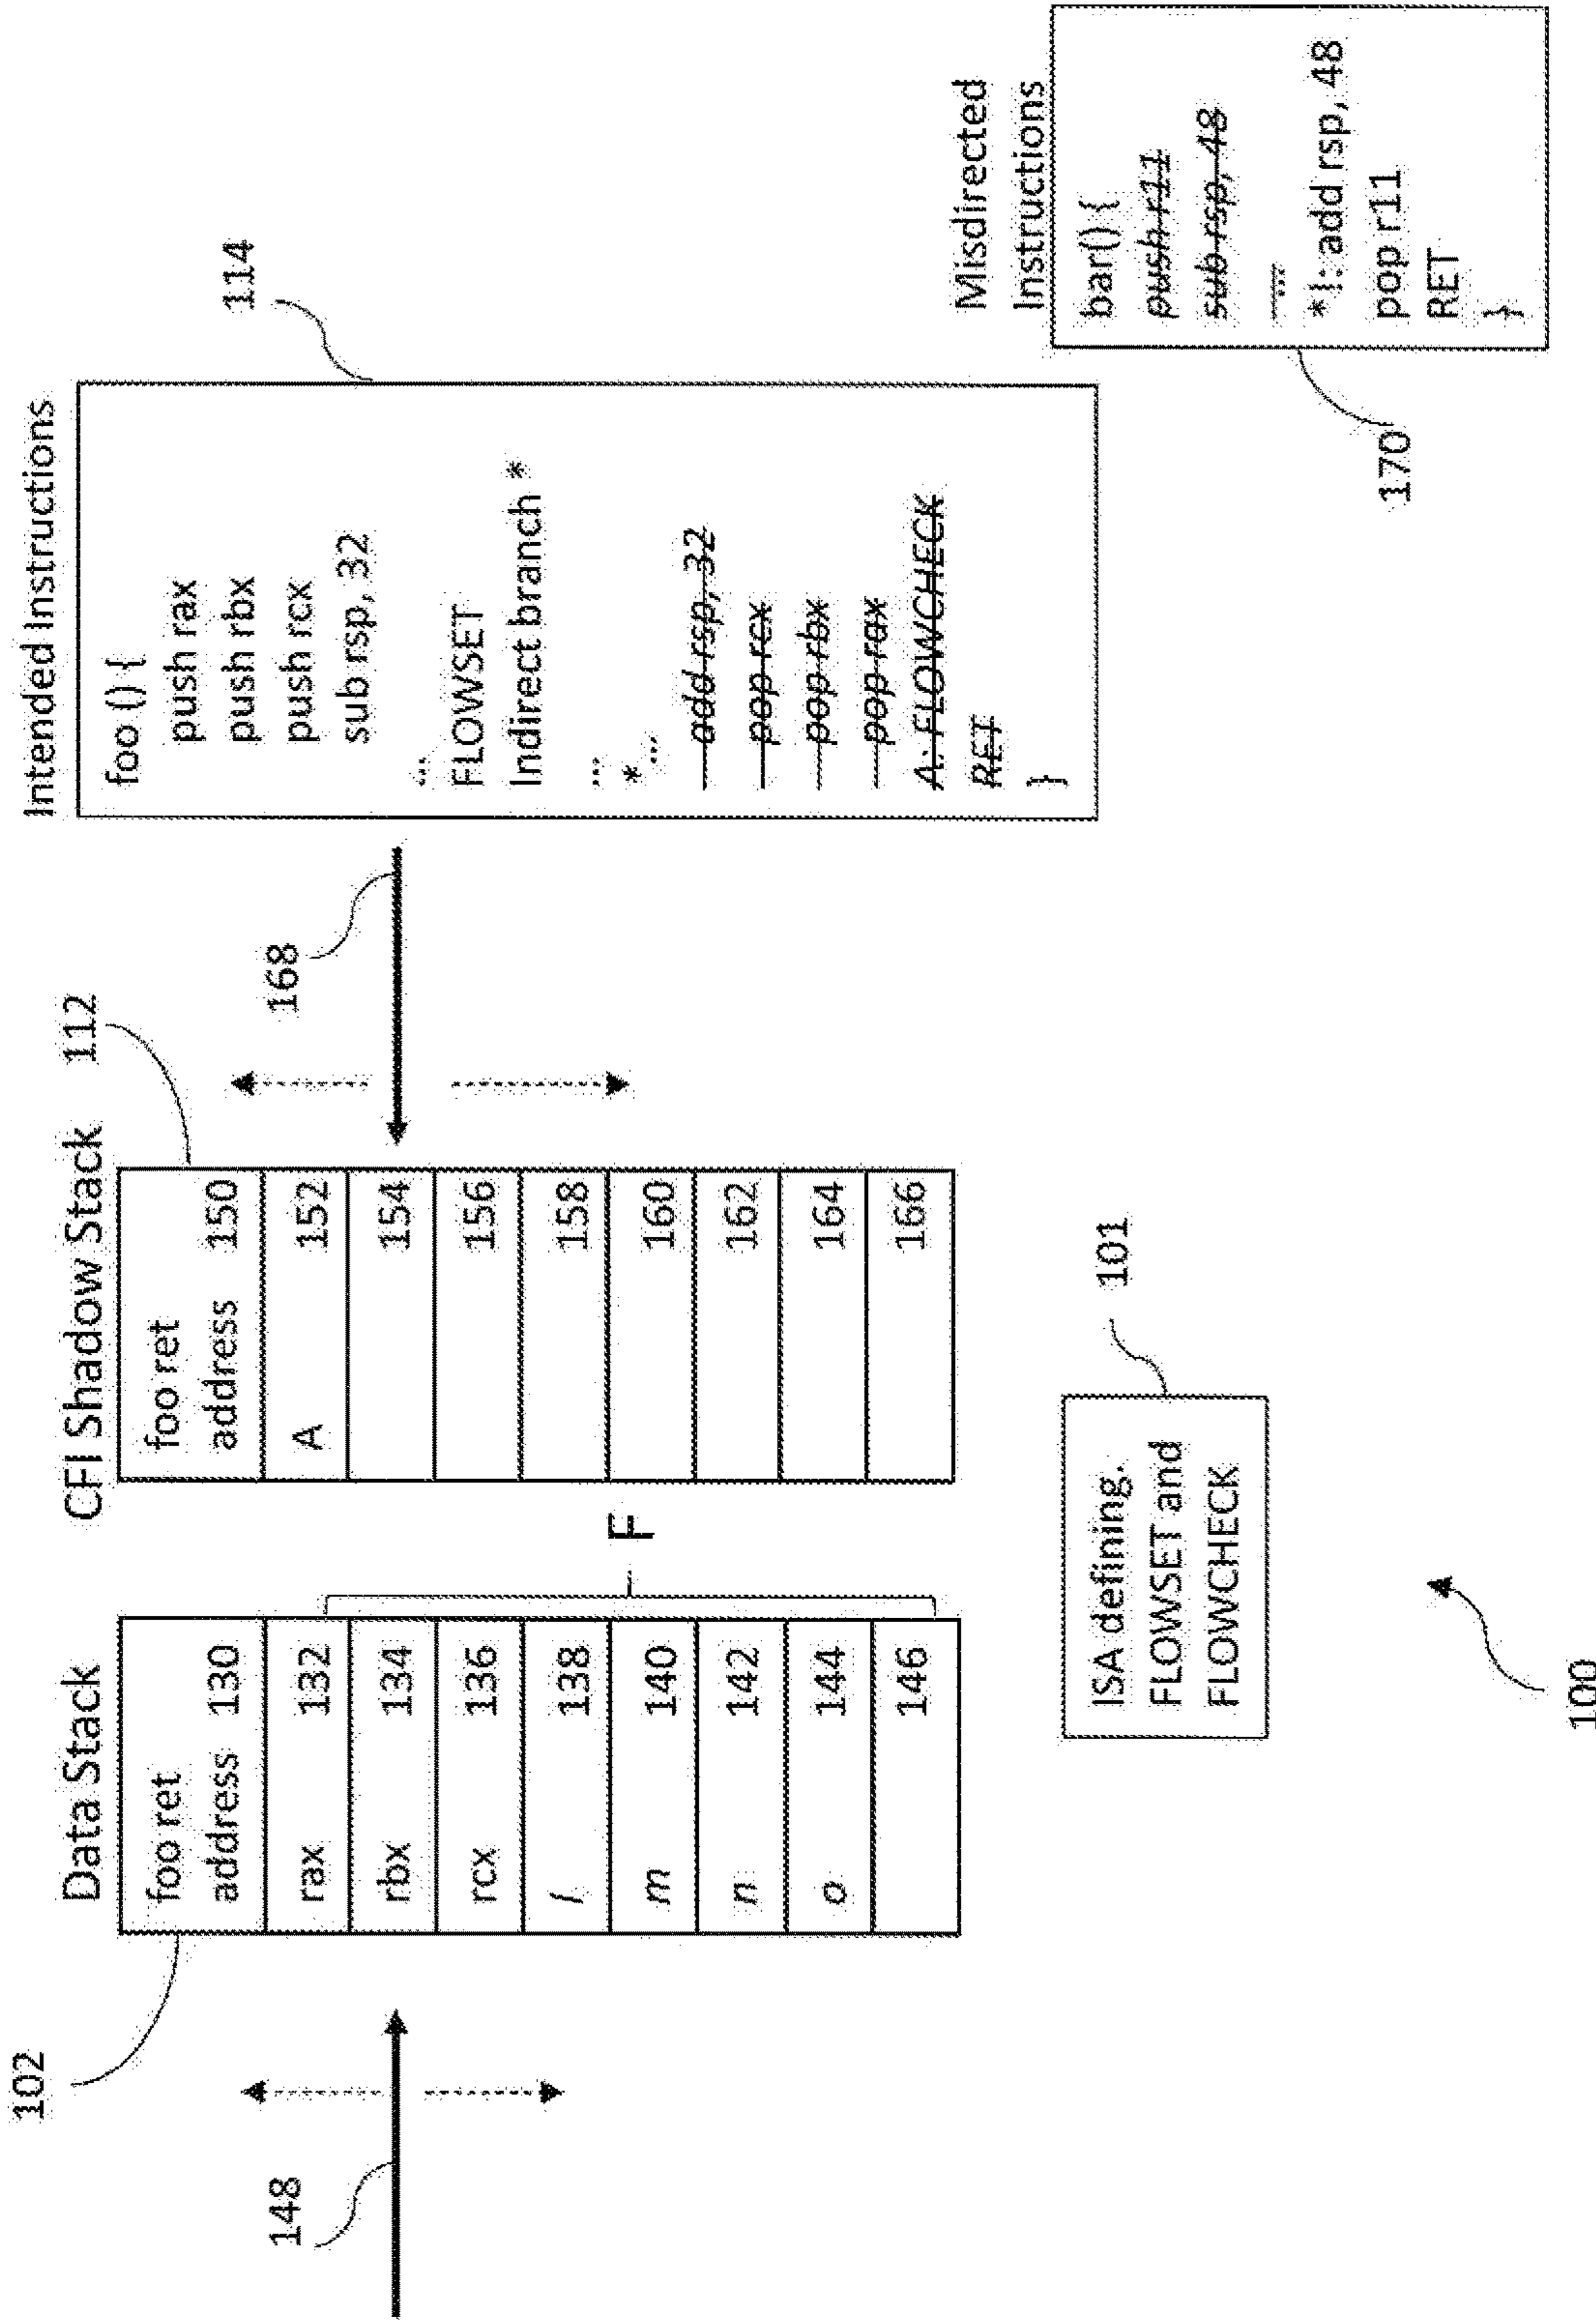 Data Stack
102
foo ret
address 130
rax 132
rbx 134
rcx 136
l 138
m 140
n 142
o 144
146
148
F
CFI Shadow Stack 112
foo ret
address 150
A 152
154
156
158
160
162
164
166
168
Intended Instructions
114
foo () {
push rax
push rbx
push rcx
sub rsp, 32
...
FLOWSET
Indirect branch *
...
* ...
add rsp, 32
pop rcx
pop rbx
pop rax
A: FLOWCHECK
RET
}
Misdirected
Instructions
bar() {
push r11
sub rsp, 48
...
*!: add rsp, 48
pop r11
RET
}
170
ISA defining.
FLOWSET and
FLOWCHECK
101
100